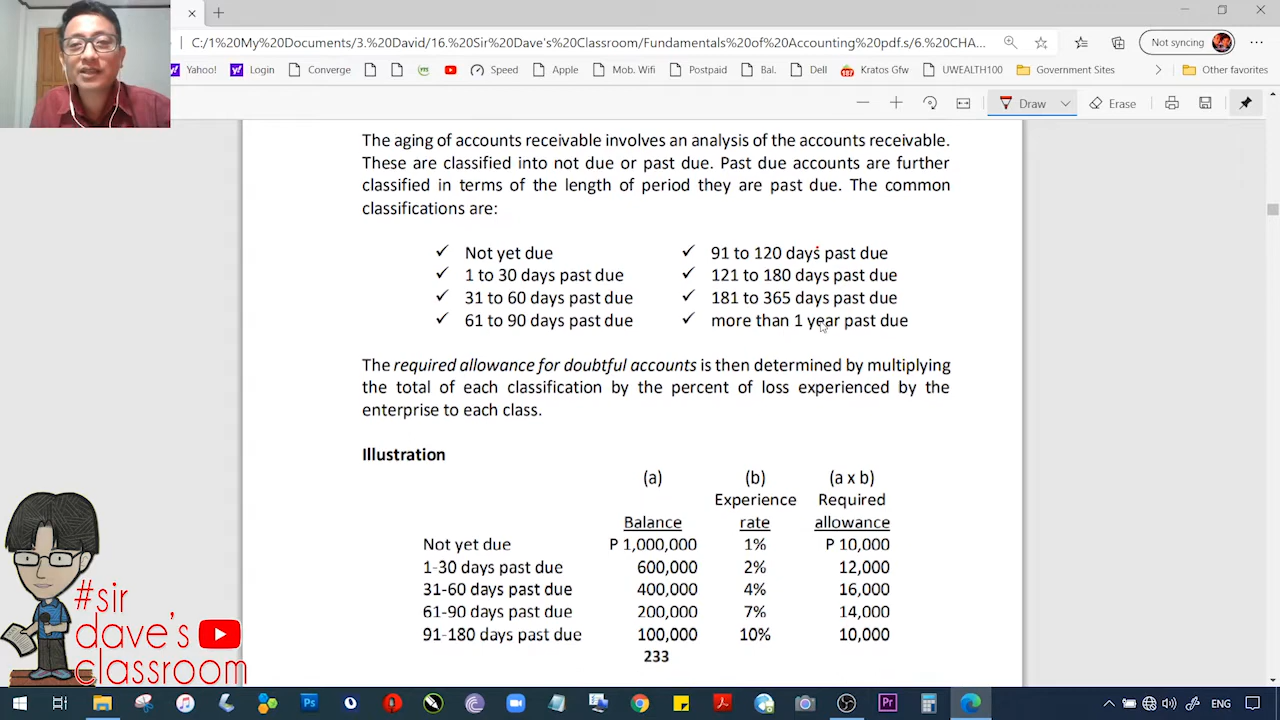 C:/1%20My%20Documents/3.%20David/16.%20Sir%20Dave's%20Classroom/Fundamentals%20of%20Accounting%20pdf.s/6.%20CHA...
Not syncing
Yahoo!
Login
Converge
Speed
Apple
Mob. Wifi
Postpaid
Bal.
Dell
Kratos Gfw
UWEALTH100
Government Sites
Other favorites
Draw
Erase
The aging of accounts receivable involves an analysis of the accounts receivable.
These are classified into not due or past due. Past due accounts are further
classified in terms of the length of period they are past due. The common
classifications are:
✓ Not yet due ✓ 91 to 120 days past due
✓ 1 to 30 days past due ✓ 121 to 180 days past due
✓ 31 to 60 days past due ✓ 181 to 365 days past due
✓ 61 to 90 days past due ✓ more than 1 year past due
The required allowance for doubtful accounts is then determined by multiplying
the total of each classification by the percent of loss experienced by the
enterprise to each class.
Illustration
(a) (b) (a x b)
Experience Required
Balance rate allowance
Not yet due P 1,000,000 1% P 10,000
1-30 days past due 600,000 2% 12,000
31-60 days past due 400,000 4% 16,000
61-90 days past due 200,000 7% 14,000
91-180 days past due 100,000 10% 10,000
233
#sir
dave's
classroom
ENG